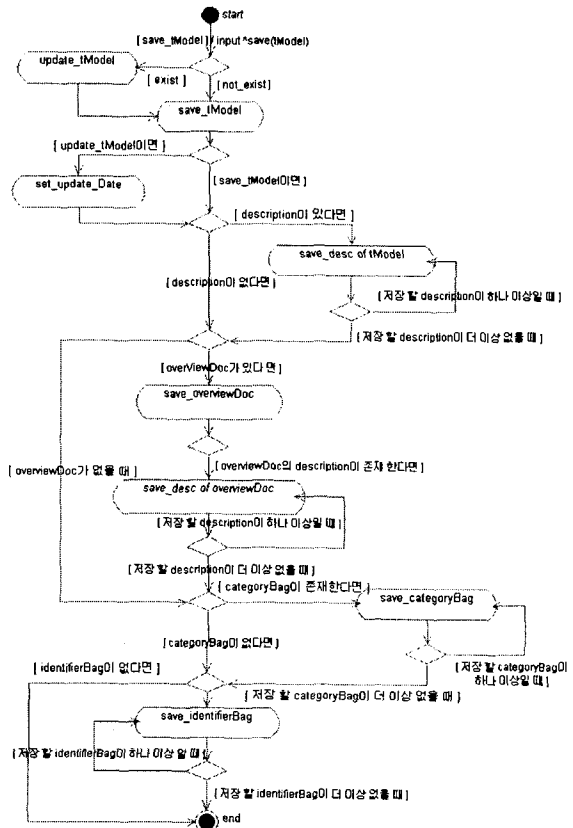 start
[ save_tModel] / input ^save(tModel)
update_tModel
[ exist ]
[ not_exist]
save_tModel
[ update_tModel이면 ]
[ save_tModel이면 ]
set_update_Date
[ description이 있다면 ]
save_desc of tModel
[description이 없다면 ]
[ 저장 할 description이 하나 이상일 때 ]
[ 저장 할 description이 더 이상 없을 때 ]
[overViewDoc가 있다 면 ]
save_overviewDoc
[ overviewDoc가 없을 때 ]
[ overviewDoc의 description이 존재 한다면 ]
save_desc of overviewDoc
[ 저장 할 description이 하나 이상일 때 ]
[ 저장 할 description이 더 이상 없을 때 ]
[ categoryBag이 존재한다면 ]
save_categoryBag
[ categoryBag이 없다면 ]
[ identifierBag이 없다면 ]
[ 저장 할 categoryBag이
하나 이상일 때 ]
[ 저장 할 categoryBag이 더 이상 없을 때 ]
save_identifierBag
[ 저장 할 identifierBag이 하나 이상 일 때 ]
[ 저장 할 identifierBag이 더 이상 없을 때 ]
end